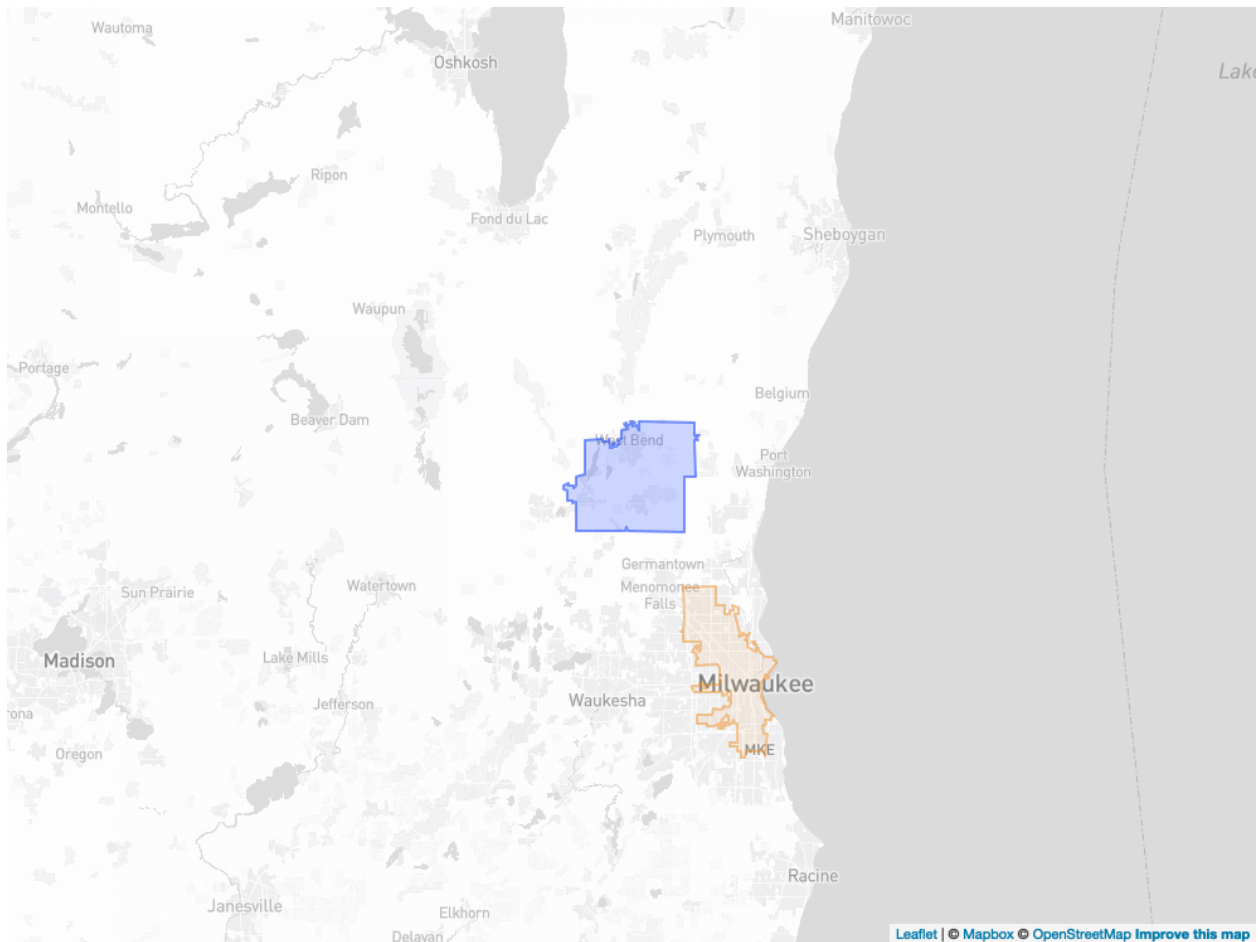 Manitowoc
Wautoma
Oshkosh
Lake
Ripon
Montello
Fond du Lac
Plymouth
Sheboygan
Waupun
Portage
Belgium
Beaver Dam
West Bend
Port
Washington
Germantown
Menomonee
Falls
Watertown
Sun Prairie
Madison
Lake Mills
Milwaukee
Waukesha
Jefferson
rona
Oregon
MKE
Racine
Janesville
Elkhorn
Delavan
Leaflet | © Mapbox © OpenStreetMap Improve this map